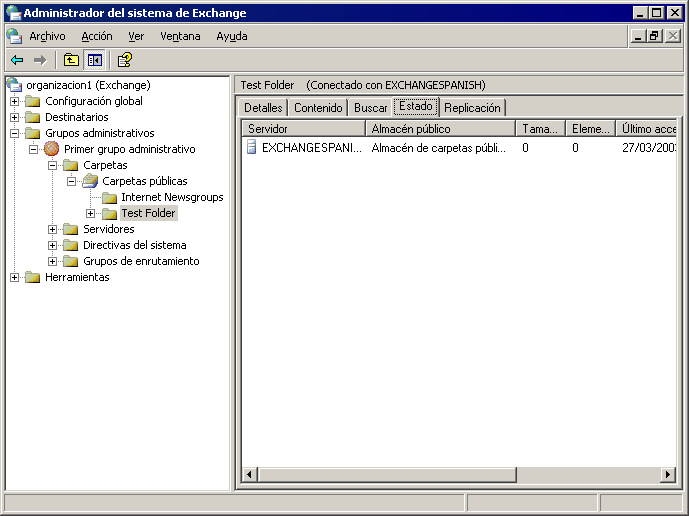 Administrador del sistema de Exchange
Archivo Acción Ver Ventana Ayuda
organizacion1 (Exchange)
Configuración global
Destinatarios
Grupos administrativos
Primer grupo administrativo
Carpetas
Carpetas públicas
Internet Newsgroups
Test Folder
Servidores
Directivas del sistema
Grupos de enrutamiento
Herramientas
Test Folder (Conectado con EXCHANGESPANISH)
Detalles Contenido Buscar Estado Replicación
Servidor Almacén público Tama... Eleme... Último acce
EXCHANGESPANI... Almacén de carpetas públi... 0 0 27/03/200